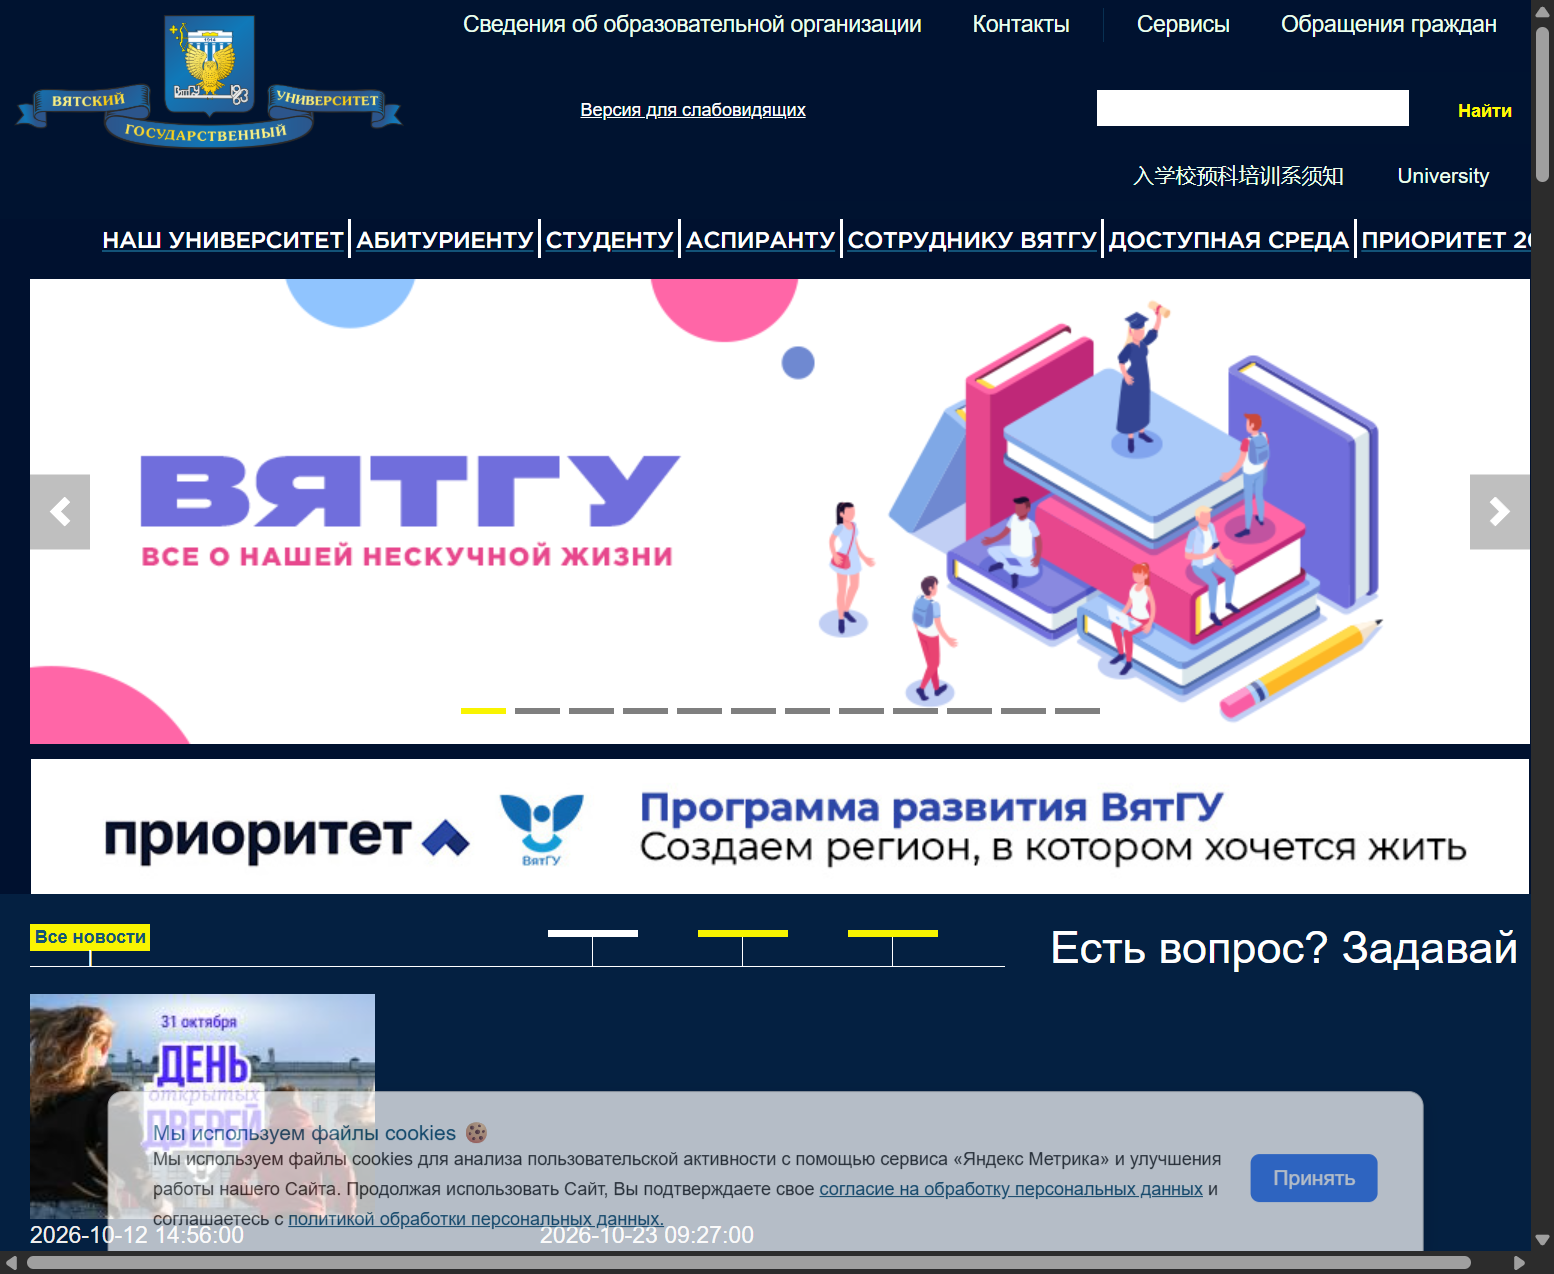 Сведения об образовательной организации
Контакты
Сервисы
Обращения граждан
1914
ВЯТСКИЙ
ГОСУДАРСТВЕННЫЙ
УНИВЕРСИТЕТ
Версия для слабовидящих
Найти
入学校预科培训系须知
University
НАШ УНИВЕРСИТЕТ
АБИТУРИЕНТУ
СТУДЕНТУ
АСПИРАНТУ
СОТРУДНИКУ ВЯТГУ
ДОСТУПНАЯ СРЕДА
ПРИОРИТЕТ 20
ВЯТГУ
ВСЕ О НАШЕЙ НЕСКУЧНОЙ ЖИЗНИ
приоритет
ВятГУ
Программа развития ВятГУ
Создаем регион, в котором хочется жить
Все новости
Есть вопрос? Задавай
31 октября
ДЕНЬ
открытых
ДВЕРЕЙ
Мы используем файлы cookies
Мы используем файлы cookies для анализа пользовательской активности с помощью сервиса «Яндекс Метрика» и улучшения
работы нашего Сайта. Продолжая использовать Сайт, Вы подтверждаете свое согласие на обработку персональных данных и
соглашаетесь с политикой обработки персональных данных.
Принять
2026-10-12 14:56:00
2026-10-23 09:27:00